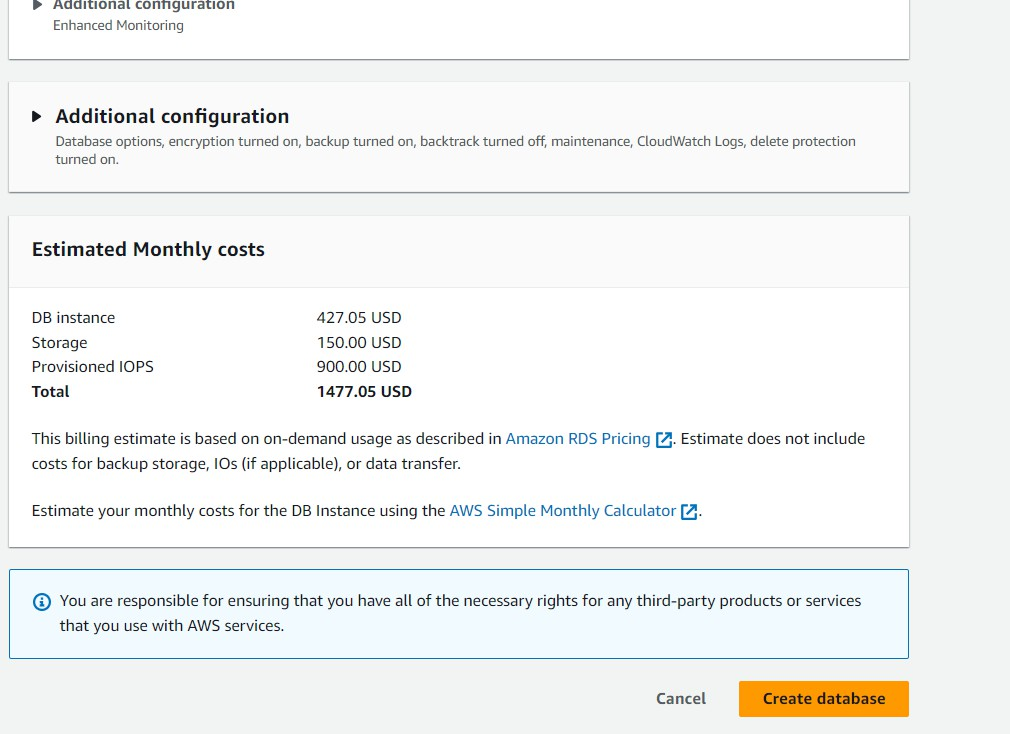 Additional configuration
Enhanced Monitoring
Additional configuration
Database options, encryption turned on, backup turned on, backtrack turned off, maintenance, CloudWatch Logs, delete protection
turned on.
Estimated Monthly costs
DB instance 427.05 USD
Storage 150.00 USD
Provisioned IOPS 900.00 USD
Total 1477.05 USD
This billing estimate is based on on-demand usage as described in Amazon RDS Pricing. Estimate does not include
costs for backup storage, IOs (if applicable), or data transfer.
Estimate your monthly costs for the DB Instance using the AWS Simple Monthly Calculator.
You are responsible for ensuring that you have all of the necessary rights for any third-party products or services
that you use with AWS services.
Cancel Create database